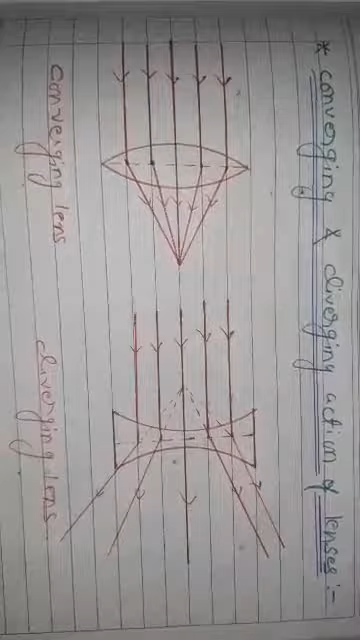 * converging & diverging action of lenses:-
converging lens
diverging lens